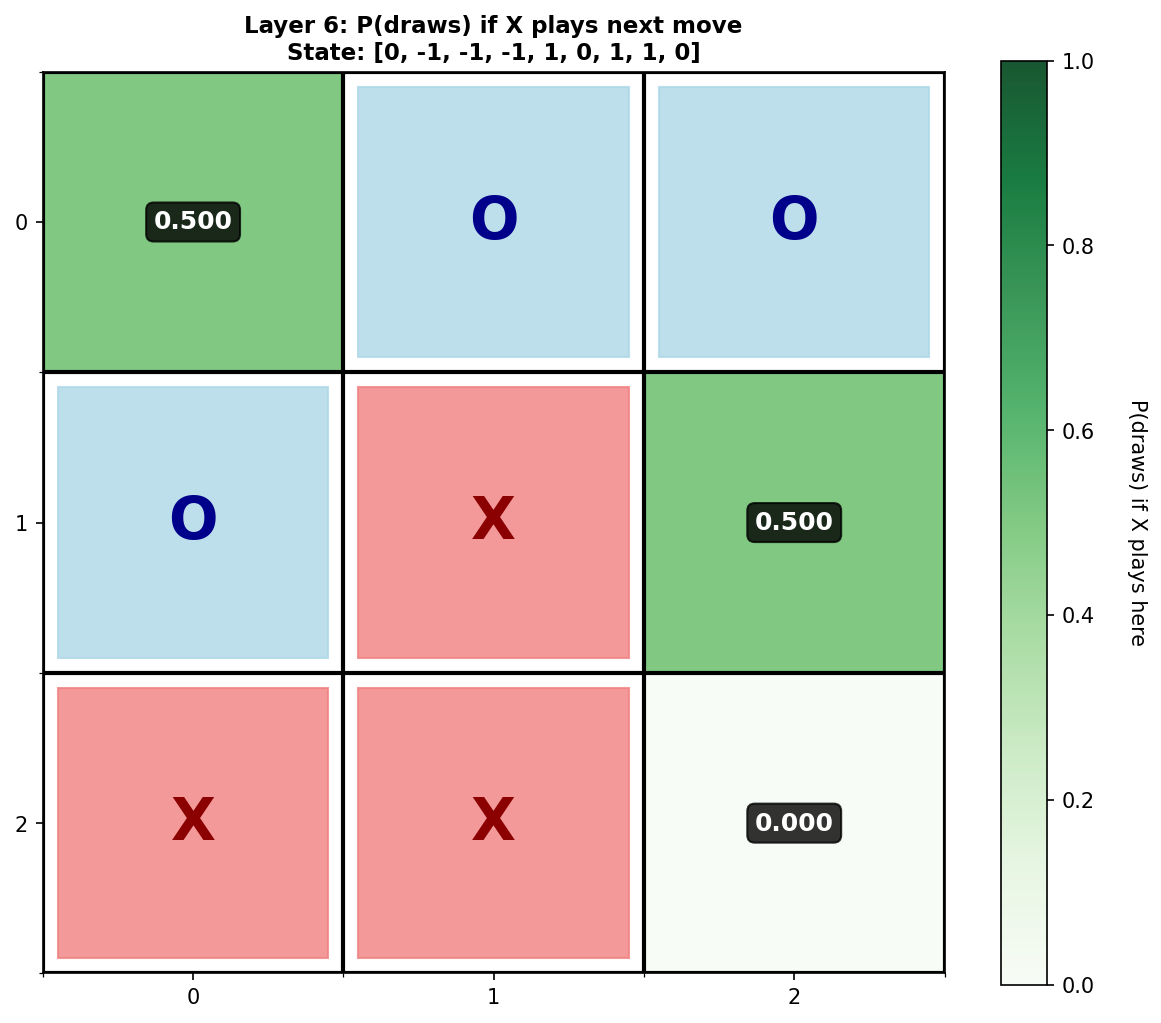 Layer 6: P(draws) if X plays next move
State: [0, -1, -1, -1, 1, 0, 1, 1, 0]
0
0.500
O
O
1
O
X
0.500
2
X
X
0.000
0
1
2
1.0
0.8
0.6
0.4
0.2
0.0
P(draws) if X plays here